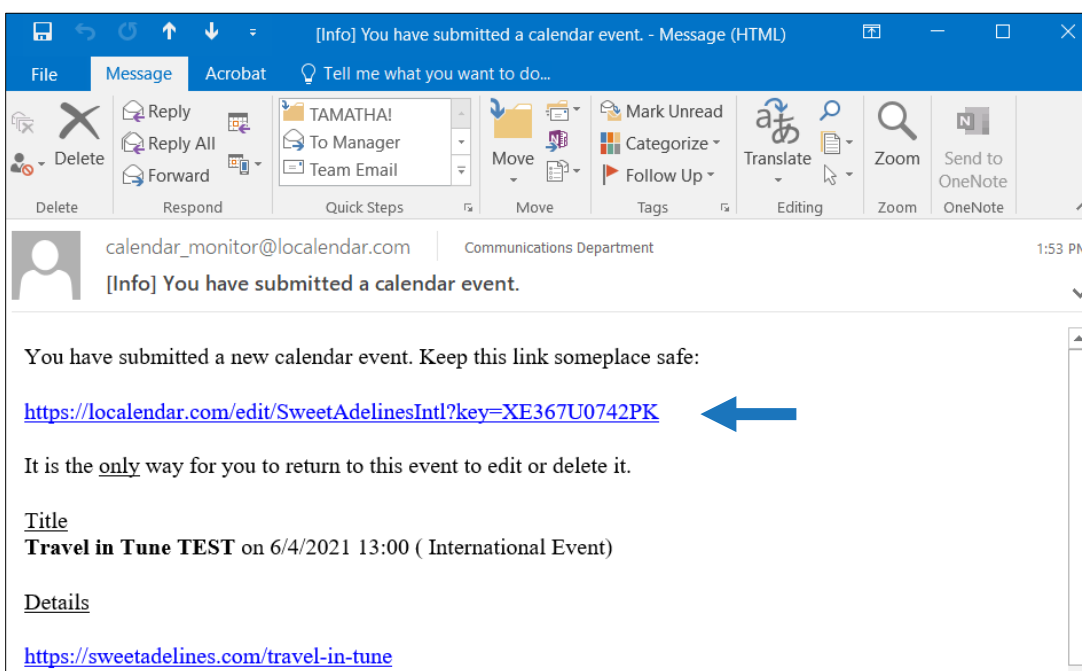 [Info] You have submitted a calendar event. - Message (HTML)
File Message Acrobat Tell me what you want to do...
Delete
Reply
Reply All
Forward
TAMATHA!
To Manager
Team Email
Move
Mark Unread
Categorize
Follow Up
Translate
Zoom
Send to
OneNote
Delete Respond Quick Steps Move Tags Editing Zoom OneNote
calendar_monitor@localendar.com Communications Department 1:53 PM
[Info] You have submitted a calendar event.
You have submitted a new calendar event. Keep this link someplace safe:
https://localendar.com/edit/SweetAdelinesIntl?key=XE367U0742PK
It is the only way for you to return to this event to edit or delete it.
Title
Travel in Tune TEST on 6/4/2021 13:00 ( International Event)
Details
https://sweetadelines.com/travel-in-tune